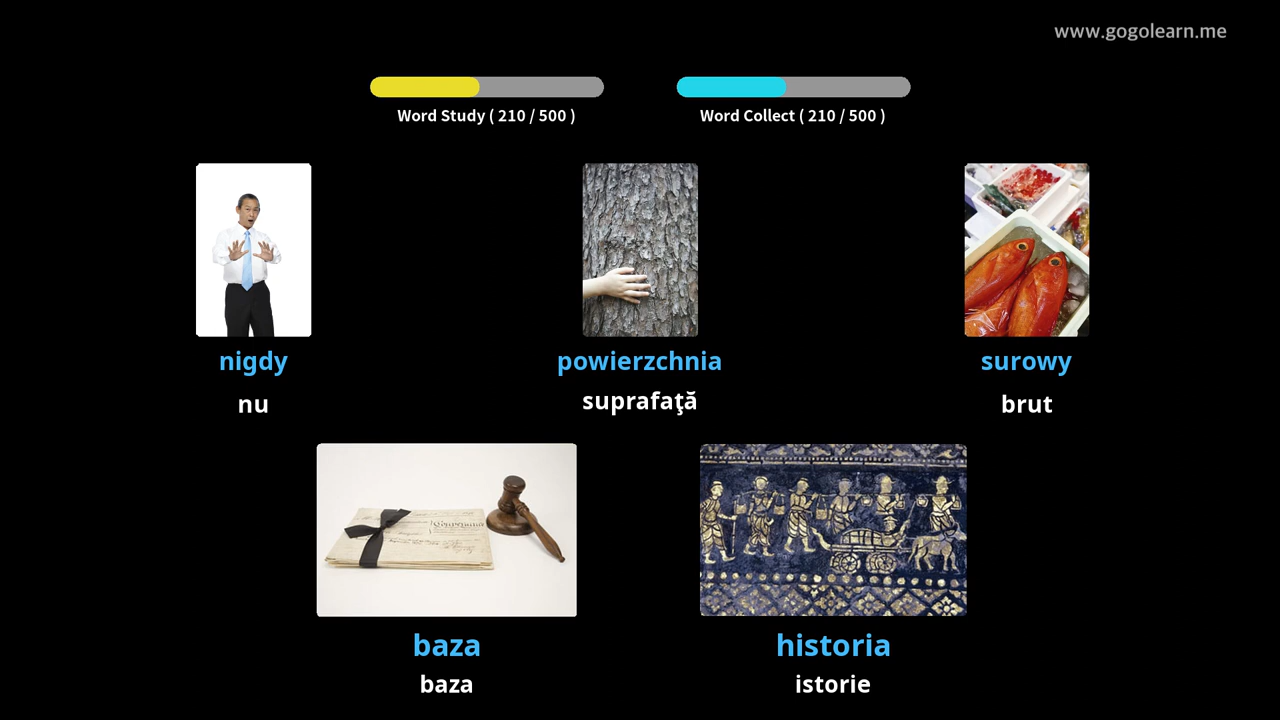 www.gogolearn.me
Word Study ( 210 / 500 )
Word Collect ( 210 / 500 )
nigdy
nu
powierzchnia
suprafaţă
surowy
brut
baza
baza
historia
istorie